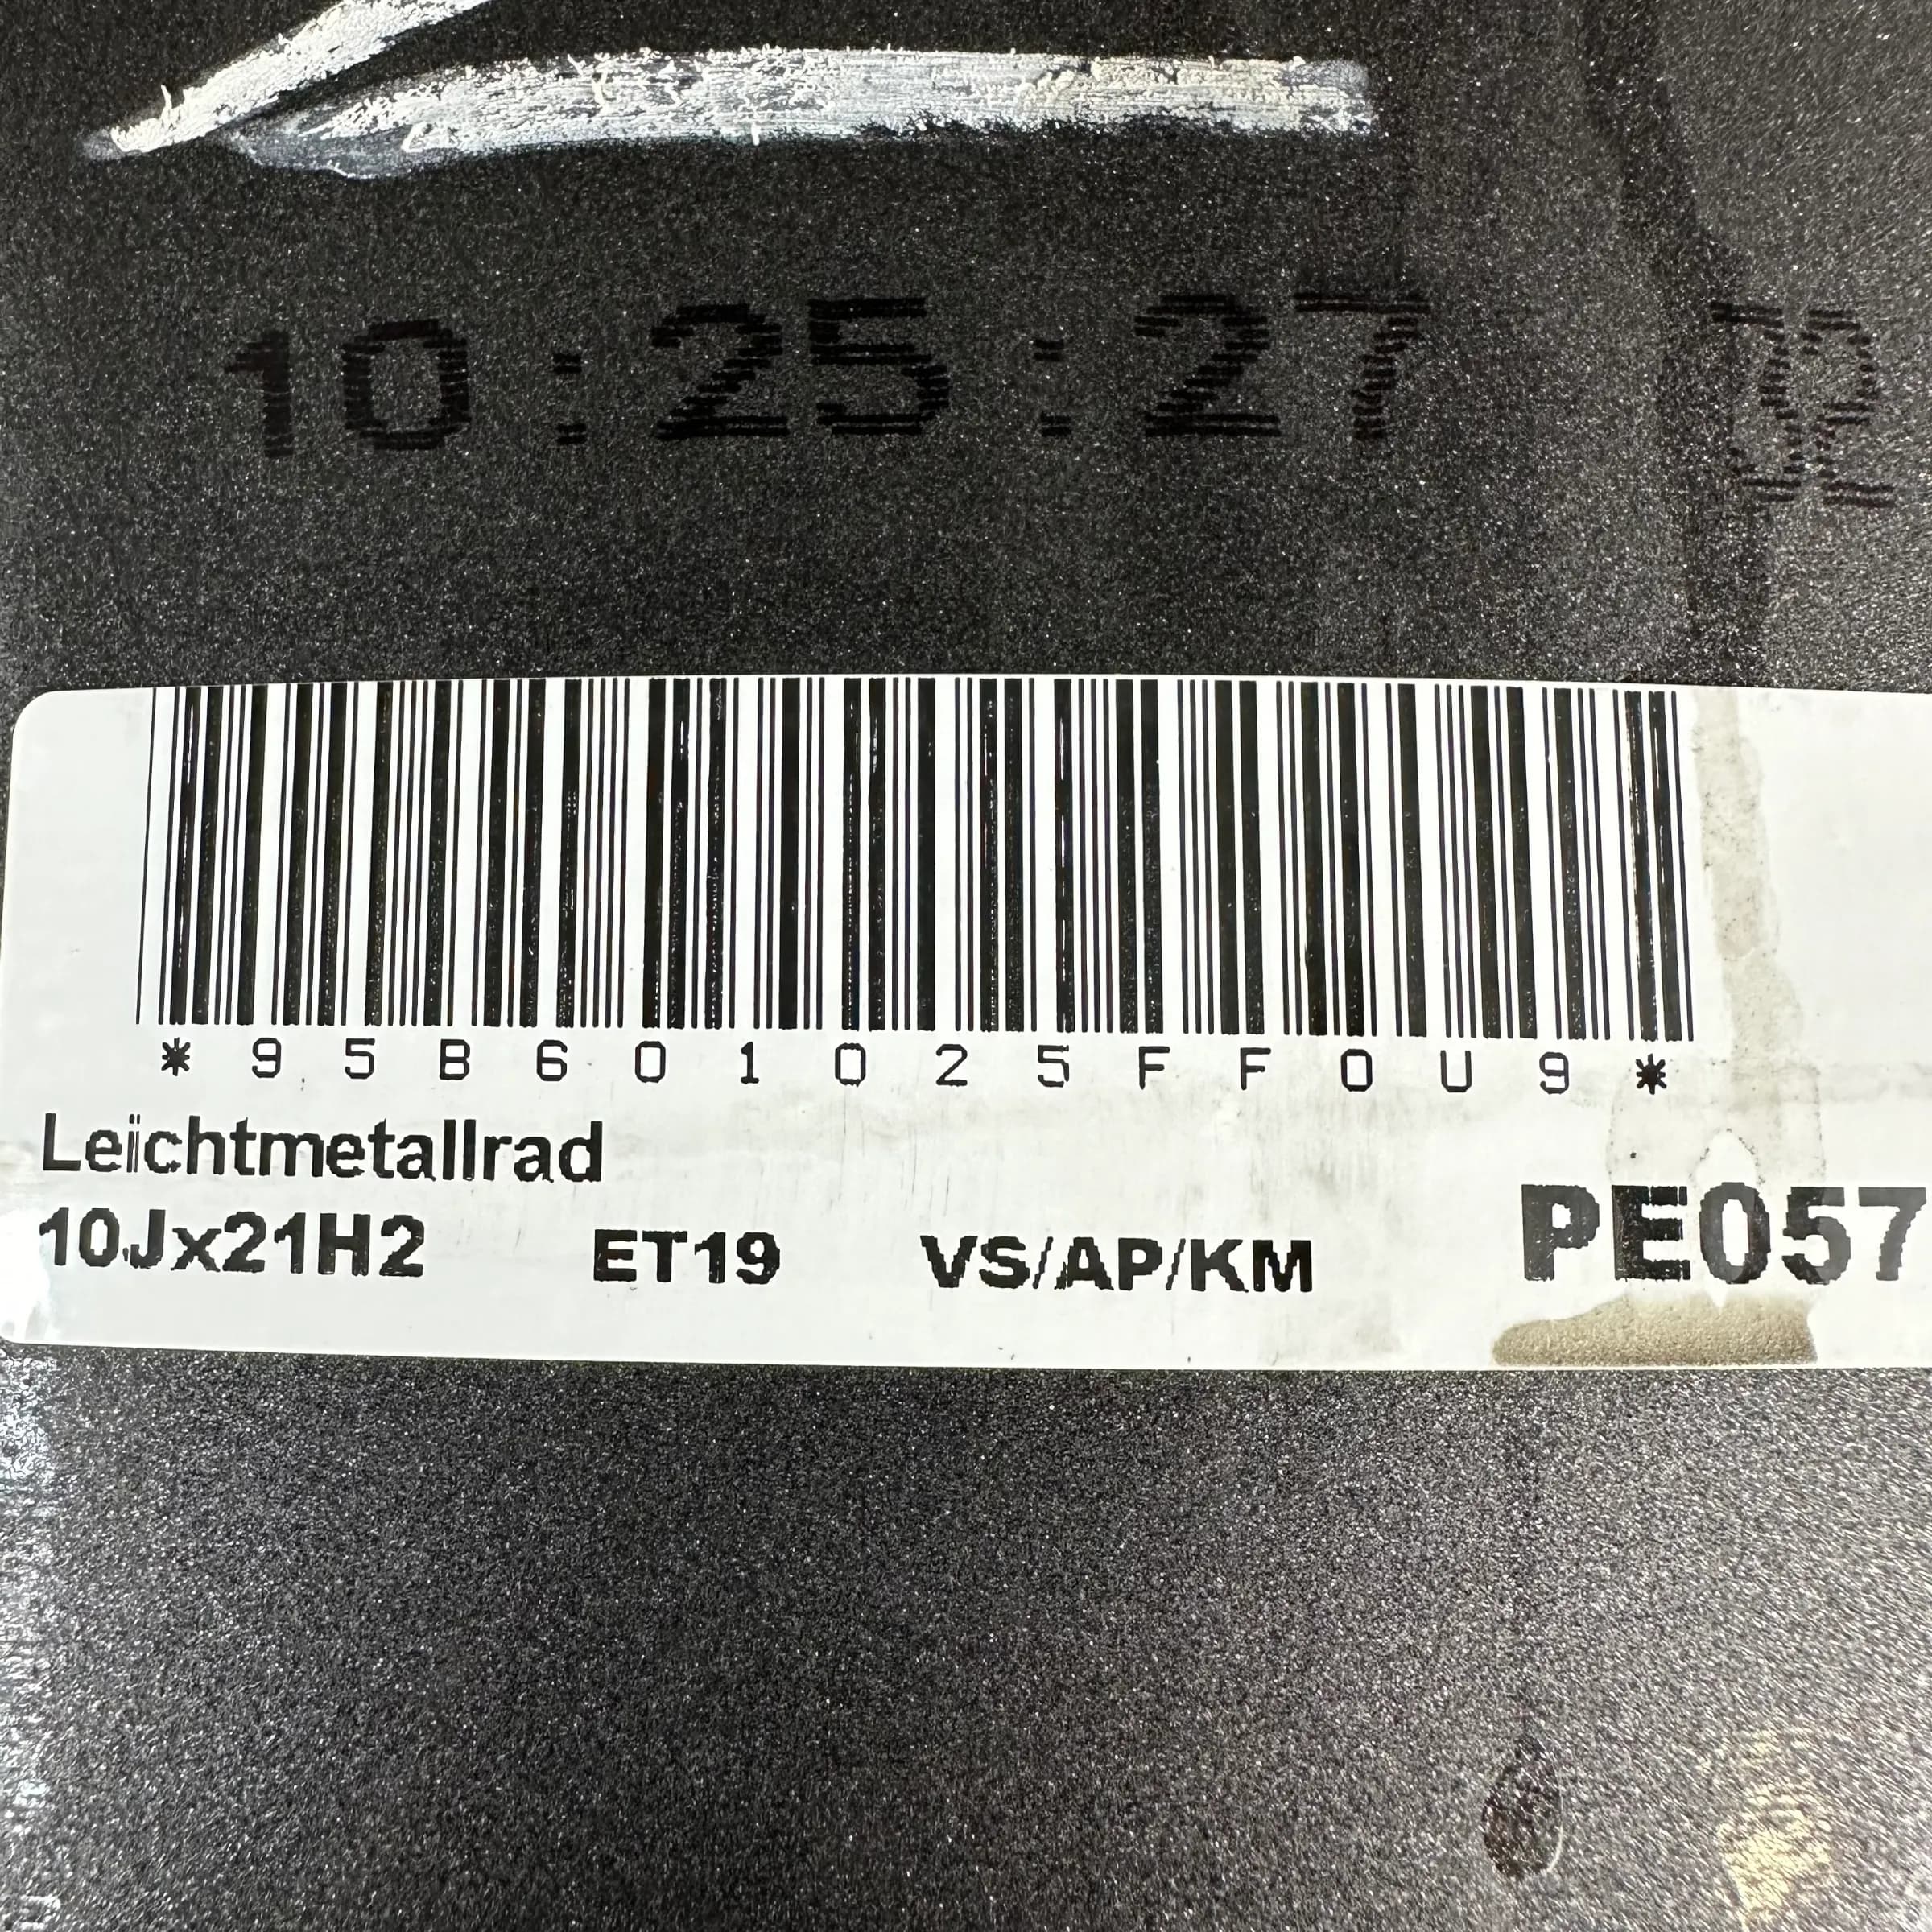 10:25:27
*95B601025FF0U9*
Leichtmetallrad
10Jx21H2 ET19 VS/AP/KM PE057